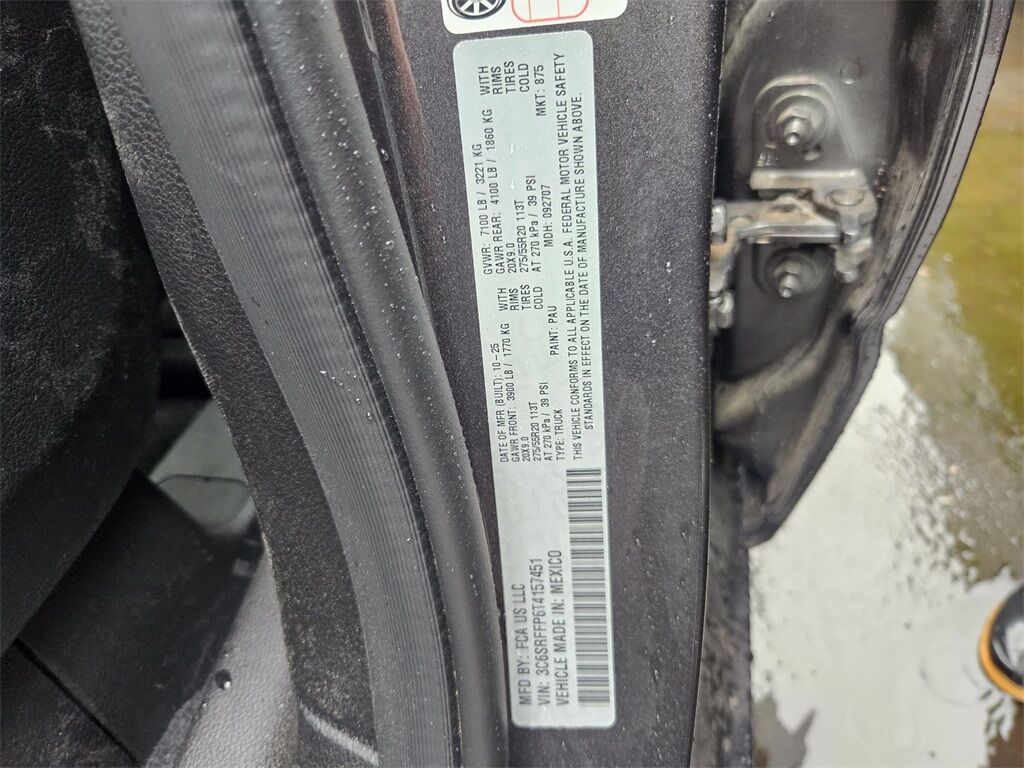 MFD BY: FCA US LLC
VIN: 3C6SRFFP6T4157451
VEHICLE MADE IN: MEXICO
DATE OF MFR (BUILT): 10-25 GVWR: 7100 LB / 3221 KG
GAWR FRONT: 3900 LB / 1770 KG WITH GAWR REAR: 4100 LB / 1860 KG WITH
20X9.0 RIMS 20X9.0 RIMS
275/55R20 113T TIRES 275/55R20 113T TIRES
AT 270 kPa / 39 PSI COLD AT 270 kPa / 39 PSI COLD
TYPE: TRUCK PAINT: PAU MDH: 092707 MKT: 875
THIS VEHICLE CONFORMS TO ALL APPLICABLE U.S.A. FEDERAL MOTOR VEHICLE SAFETY
STANDARDS IN EFFECT ON THE DATE OF MANUFACTURE SHOWN ABOVE.